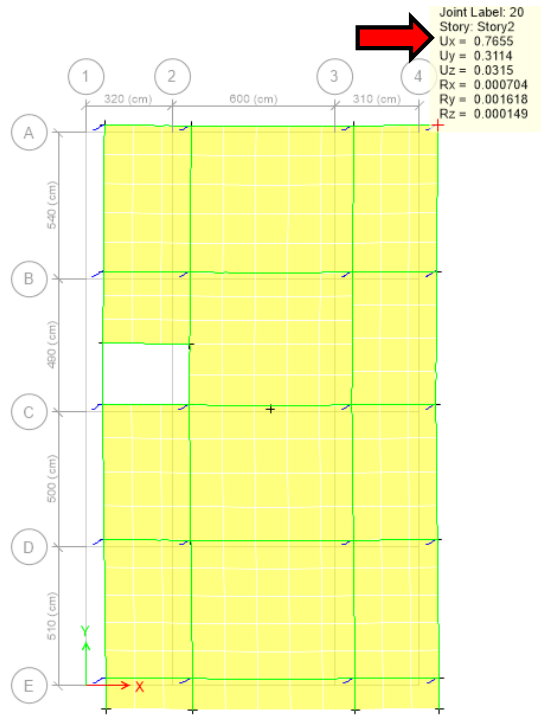 Joint Label: 20
Story: Story2
Ux = 0.7655
Uy = 0.3114
Uz = 0.0315
Rx = 0.000704
Ry = 0.001618
Rz = 0.000149
1 2 3 4
320 (cm) 600 (cm) 310 (cm)
A
540 (cm)
B
490 (cm)
C
500 (cm)
D
510 (cm)
Y
E
X